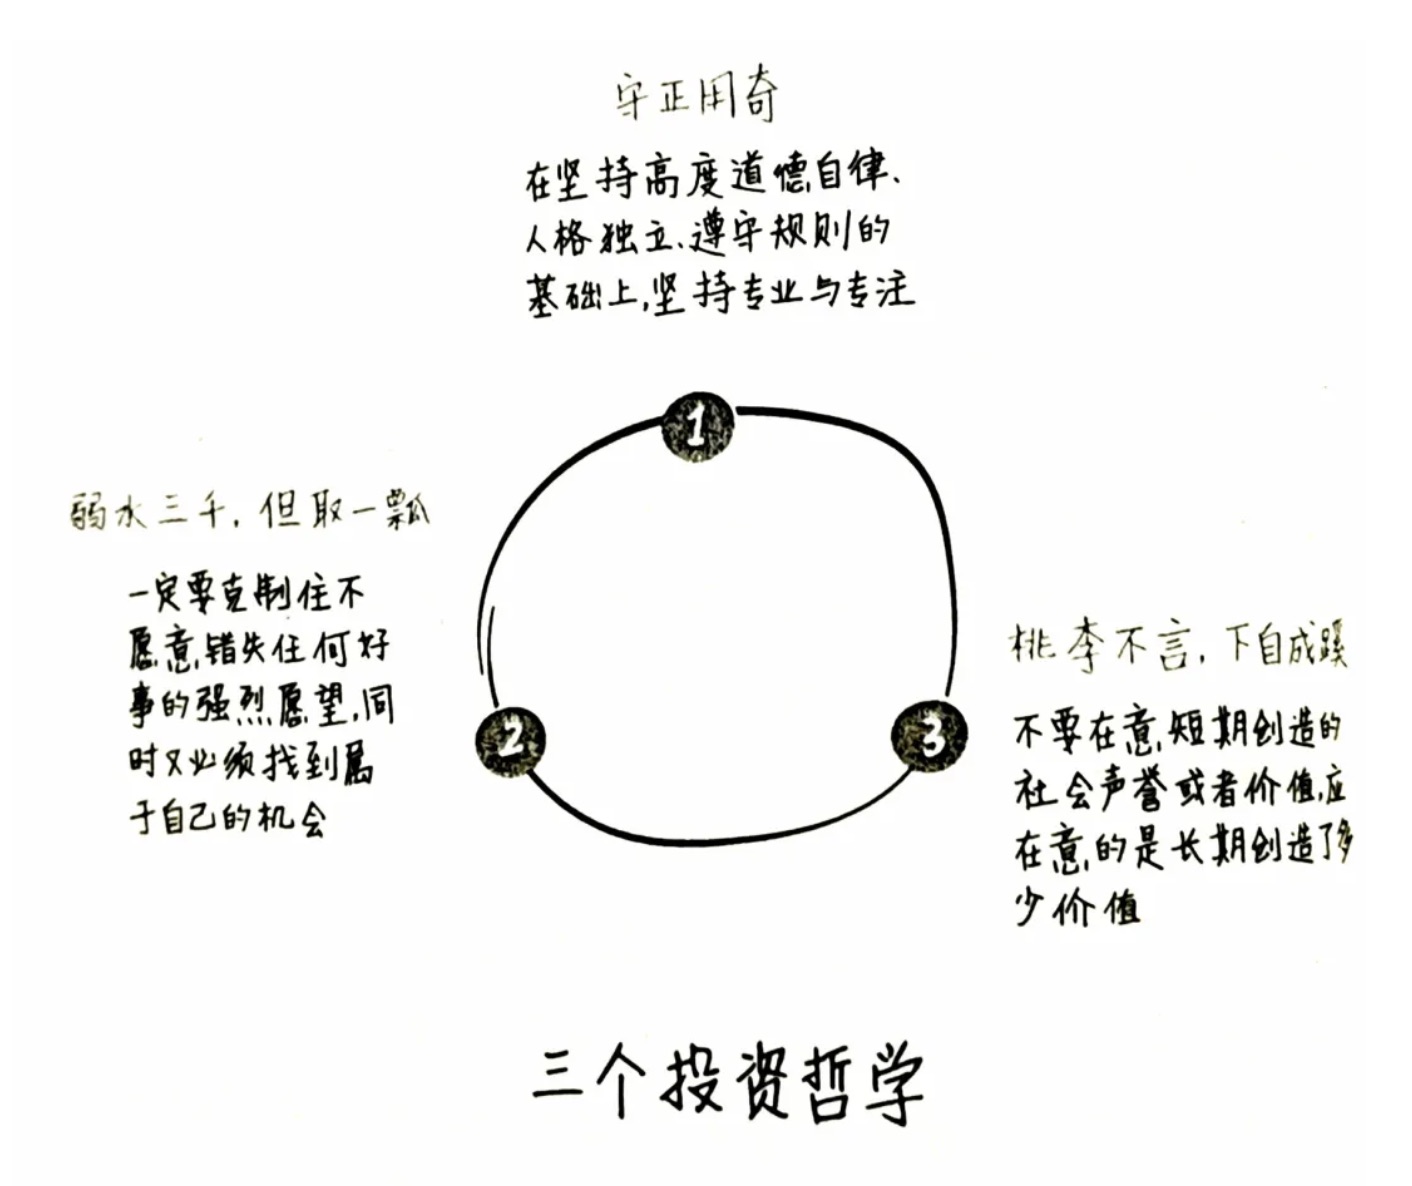 守正用奇
在坚持高度道德自律、
人格独立、遵守规则的
基础上,坚持专业与专注
1
弱水三千,但取一瓢
一定要克制住不
愿意错失任何好
事的强烈愿望,同
时又必须找到属
于自己的机会
2
3
桃李不言,下自成蹊
不要在意短期创造的
社会声誉或者价值,应
在意的是长期创造了多
少价值
三个投资哲学